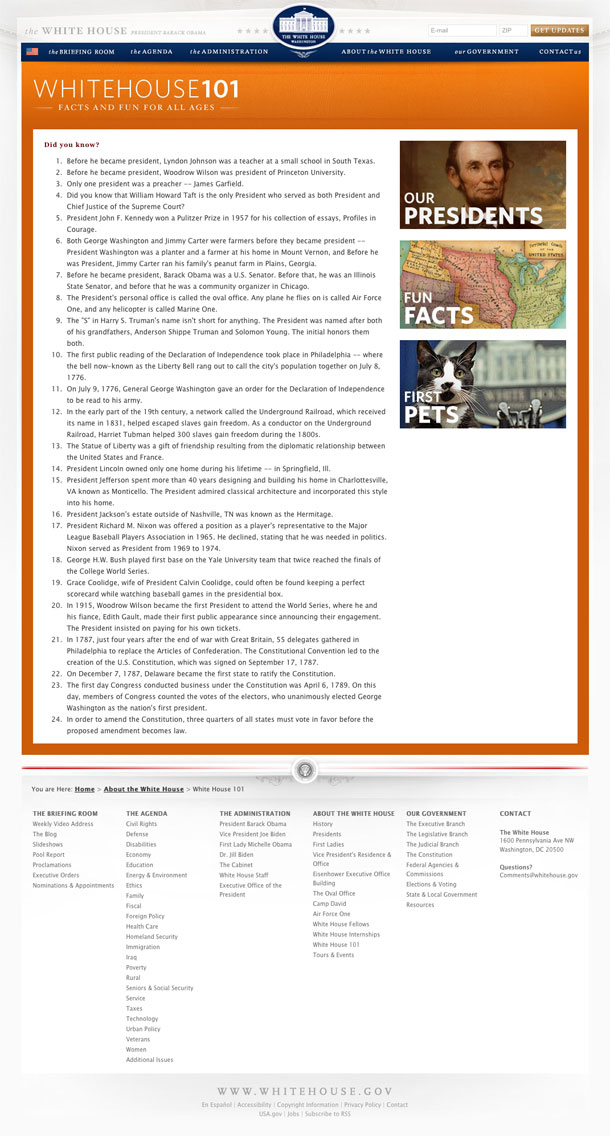 the WHITE HOUSE PRESIDENT BARACK OBAMA
THE WHITE HOUSE
WASHINGTON
E-mail
ZIP
GET UPDATES
the BRIEFING ROOM
the AGENDA
the ADMINISTRATION
ABOUT the WHITE HOUSE
our GOVERNMENT
CONTACT us
WHITEHOUSE101
FACTS AND FUN FOR ALL AGES
Did you know?
1. Before he became president, Lyndon Johnson was a teacher at a small school in South Texas.
2. Before he became president, Woodrow Wilson was president of Princeton University.
3. Only one president was a preacher -- James Garfield.
4. Did you know that William Howard Taft is the only President who served as both President and
Chief Justice of the Supreme Court?
5. President John F. Kennedy won a Pulitzer Prize in 1957 for his collection of essays, Profiles in
Courage.
6. Both George Washington and Jimmy Carter were farmers before they became president --
President Washington was a planter and a farmer at his home in Mount Vernon, and Before he
was President, Jimmy Carter ran his family's peanut farm in Plains, Georgia.
7. Before he became president, Barack Obama was a U.S. Senator. Before that, he was an Illinois
State Senator, and before that he was a community organizer in Chicago.
8. The President's personal office is called the oval office. Any plane he flies on is called Air Force
One, and any helicopter is called Marine One.
9. The "S" in Harry S. Truman's name isn't short for anything. The President was named after both
of his grandfathers, Anderson Shippe Truman and Solomon Young. The initial honors them
both.
10. The first public reading of the Declaration of Independence took place in Philadelphia -- where
the bell now-known as the Liberty Bell rang out to call the city's population together on July 8,
1776.
11. On July 9, 1776, General George Washington gave an order for the Declaration of Independence
to be read to his army.
12. In the early part of the 19th century, a network called the Underground Railroad, which received
its name in 1831, helped escaped slaves gain freedom. As a conductor on the Underground
Railroad, Harriet Tubman helped 300 slaves gain freedom during the 1800s.
13. The Statue of Liberty was a gift of friendship resulting from the diplomatic relationship between
the United States and France.
14. President Lincoln owned only one home during his lifetime -- in Springfield, Ill.
15. President Jefferson spent more than 40 years designing and building his home in Charlottesville,
VA known as Monticello. The President admired classical architecture and incorporated this style
into his home.
16. President Jackson's estate outside of Nashville, TN was known as the Hermitage.
17. President Richard M. Nixon was offered a position as a player's representative to the Major
League Baseball Players Association in 1965. He declined, stating that he was needed in politics.
Nixon served as President from 1969 to 1974.
18. George H.W. Bush played first base on the Yale University team that twice reached the finals of
the College World Series.
19. Grace Coolidge, wife of President Calvin Coolidge, could often be found keeping a perfect
scorecard while watching baseball games in the presidential box.
20. In 1915, Woodrow Wilson became the first President to attend the World Series, where he and
his fiance, Edith Gault, made their first public appearance since announcing their engagement.
The President insisted on paying for his own tickets.
21. In 1787, just four years after the end of war with Great Britain, 55 delegates gathered in
Philadelphia to replace the Articles of Confederation. The Constitutional Convention led to the
creation of the U.S. Constitution, which was signed on September 17, 1787.
22. On December 7, 1787, Delaware became the first state to ratify the Constitution.
23. The first day Congress conducted business under the Constitution was April 6, 1789. On this
day, members of Congress counted the votes of the electors, who unanimously elected George
Washington as the nation's first president.
24. In order to amend the Constitution, three quarters of all states must vote in favor before the
proposed amendment becomes law.
OUR
PRESIDENTS
FUN
FACTS
UNITED STATES
FIRST
PETS
You are Here: Home > About the White House > White House 101
THE BRIEFING ROOM
Weekly Video Address
The Blog
Slideshows
Pool Report
Proclamations
Executive Orders
Nominations & Appointments
THE AGENDA
Civil Rights
Defense
Disabilities
Economy
Education
Energy & Environment
Ethics
Family
Fiscal
Foreign Policy
Health Care
Homeland Security
Immigration
Iraq
Poverty
Rural
Seniors & Social Security
Service
Taxes
Technology
Urban Policy
Veterans
Women
Additional Issues
THE ADMINISTRATION
President Barack Obama
Vice President Joe Biden
First Lady Michelle Obama
Dr. Jill Biden
The Cabinet
White House Staff
Executive Office of the
President
ABOUT THE WHITE HOUSE
History
Presidents
First Ladies
Vice President's Residence &
Office
Eisenhower Executive Office
Building
The Oval Office
Camp David
Air Force One
White House Fellows
White House Internships
White House 101
Tours & Events
OUR GOVERNMENT
The Executive Branch
The Legislative Branch
The Judicial Branch
The Constitution
Federal Agencies &
Commissions
Elections & Voting
State & Local Government
Resources
CONTACT
The White House
1600 Pennsylvania Ave NW
Washington, DC 20500
Questions?
Comments@whitehouse.gov
WWW.WHITEHOUSE.GOV
En Español | Accessibility | Copyright Information | Privacy Policy | Contact
USA.gov | Jobs | Subscribe to RSS